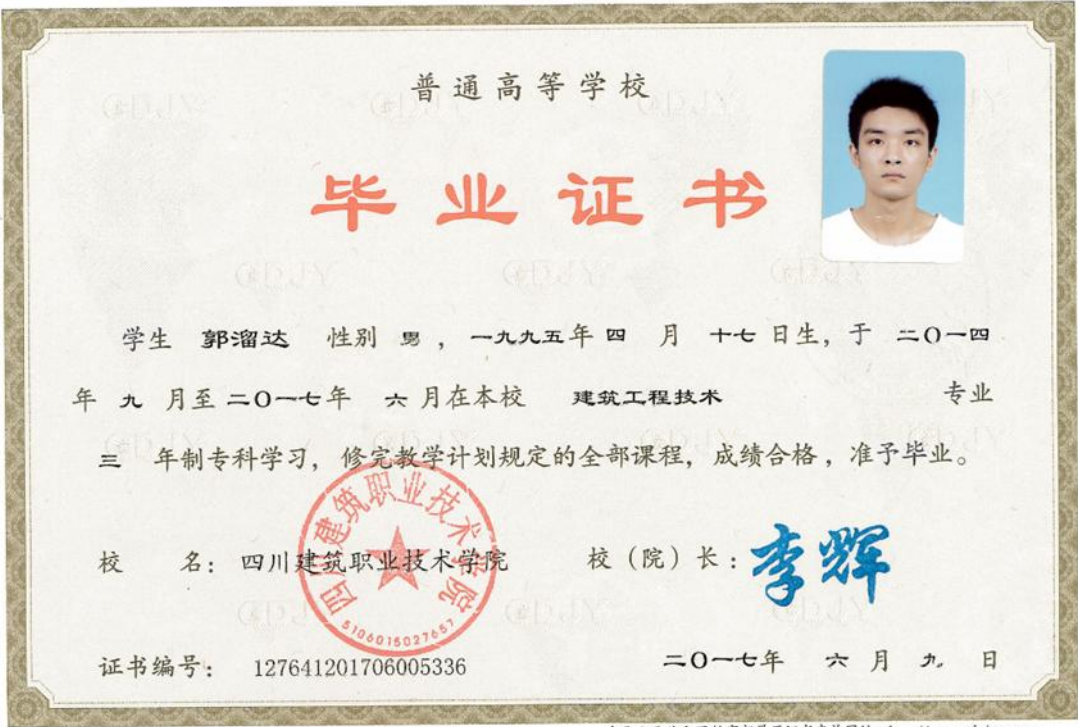 普通高等学校
毕业证书
学生 郭溜达 性别 男 ， 一九九五年 四 月 十七 日生, 于 二〇一四
年 九 月至 二〇一七年 六 月在本校 建筑工程技术 专业
三 年制专科学习, 修完教学计划规定的全部课程, 成绩合格 , 准予毕业。
四川建筑职业技术学院
校 名: 四川建筑职业技术学院 校 (院) 长: 李辉
5106015027657
证书编号: 127641201706005336 二〇一七年 六 月 九 日